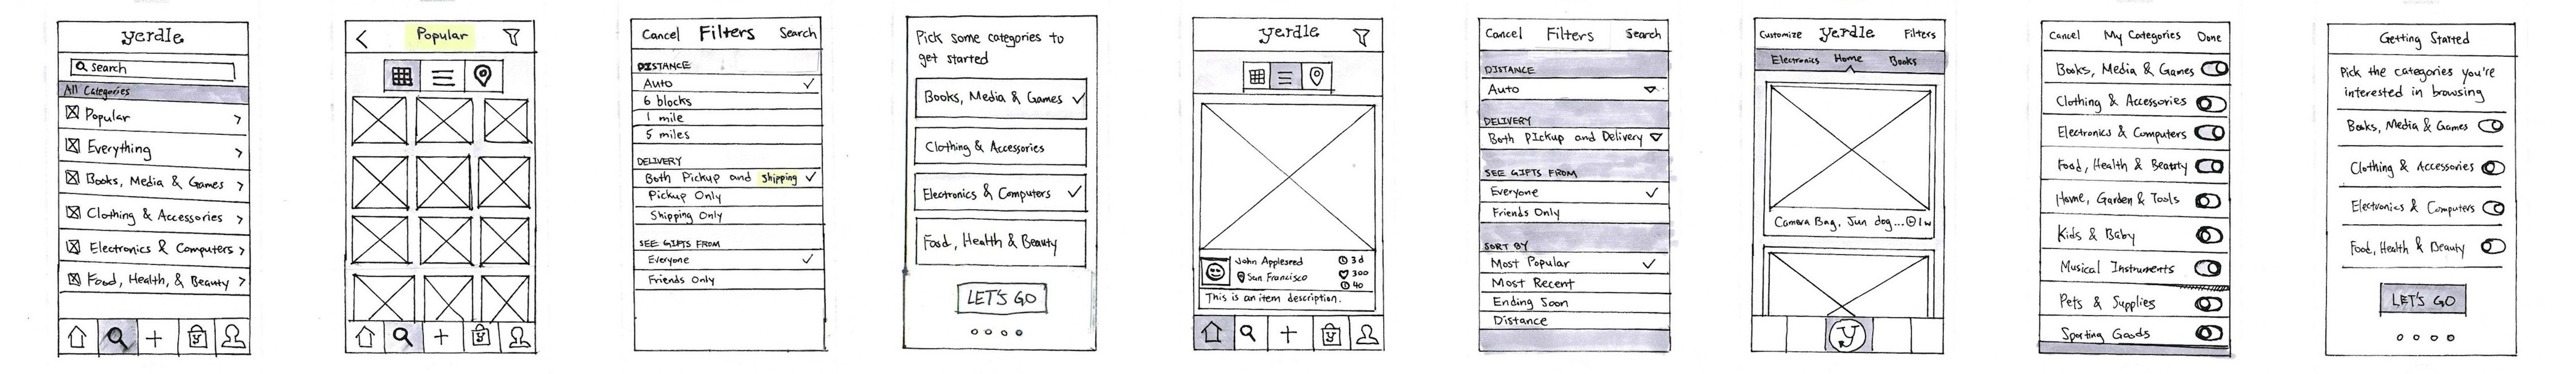 yerdle
Search
All Categories
Popular
Everything
Books, Media & Games
Clothing & Accessories
Electronics & Computers
Food, Health, & Beauty
Popular
Cancel Filters Search
DISTANCE
Auto
6 blocks
1 mile
5 miles
DELIVERY
Both Pickup and Shipping
Pickup Only
Shipping Only
SEE GIFTS FROM
Everyone
Friends Only
Pick some categories to
get started
Books, Media & Games
Clothing & Accessories
Electronics & Computers
Food, Health & Beauty
LET'S GO
yerdle
John Appleseed 3d
San Francisco 300
40
This is an item description.
Cancel Filters Search
DISTANCE
Auto
DELIVERY
Both Pickup and Delivery
SEE GIFTS FROM
Everyone
Friends Only
SORT BY
Most Popular
Most Recent
Ending Soon
Distance
Customize yerdle Filters
Electronics Home Books
Camera Bag, Jun dog... 1w
y
Cancel My Categories Done
Books, Media & Games
Clothing & Accessories
Electronics & Computers
Food, Health & Beauty
Home, Garden & Tools
Kids & Baby
Musical Instruments
Pets & Supplies
Sporting Goods
Getting Started
Pick the categories you're
interested in browsing
Books, Media & Games
Clothing & Accessories
Electronics & Computers
Food, Health & Beauty
LET'S GO